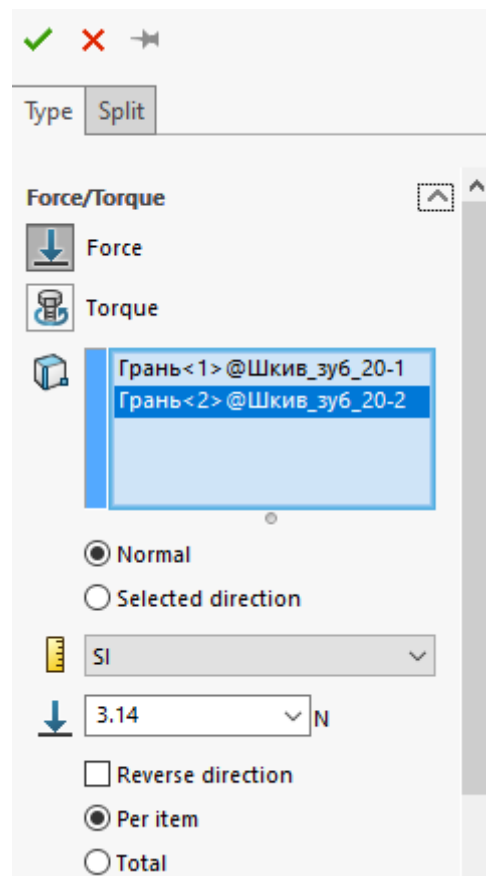 Type Split
Force/Torque
Force
Torque
Грань<1>@Шкив_зуб_20-1
Грань<2>@Шкив_зуб_20-2
Normal
Selected direction
SI
3.14 N
Reverse direction
Per item
Total